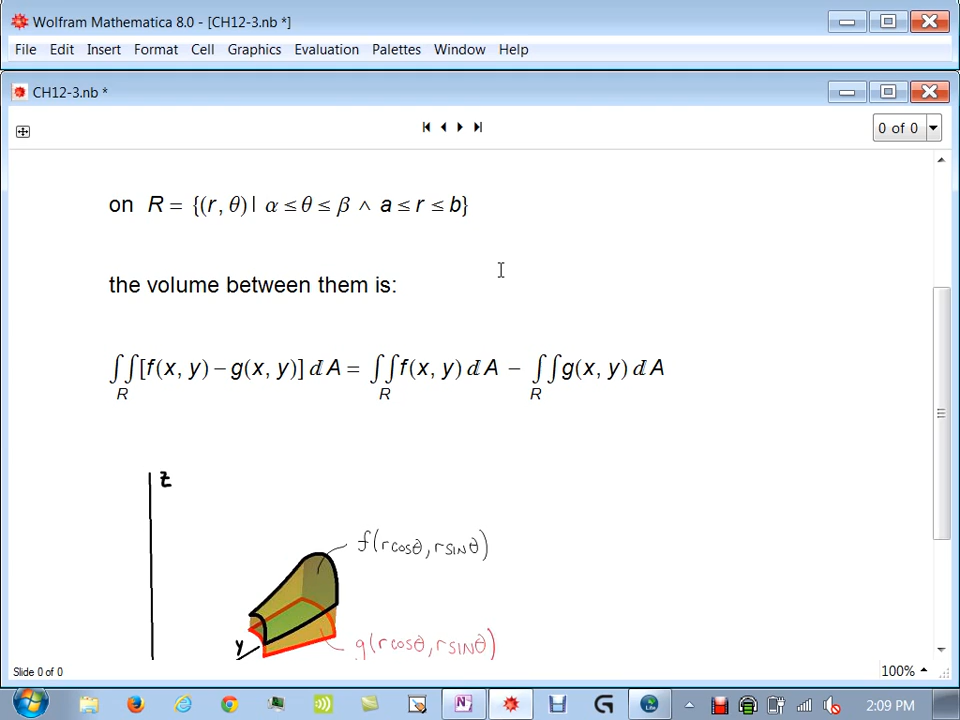 Wolfram Mathematica 8.0 - [CH12-3.nb *]
File Edit Insert Format Cell Graphics Evaluation Palettes Window Help
CH12-3.nb *
0 of 0
on R = {(r, θ) | α ≤ θ ≤ β ∧ a ≤ r ≤ b}
the volume between them is:
∫∫[f(x, y) − g(x, y)] ⅆA = ∫∫f(x, y) ⅆA − ∫∫g(x, y) ⅆA
R R R
z
f(rcosθ, rsinθ)
y
g(rcosθ, rsinθ)
Slide 0 of 0
100%
2:09 PM